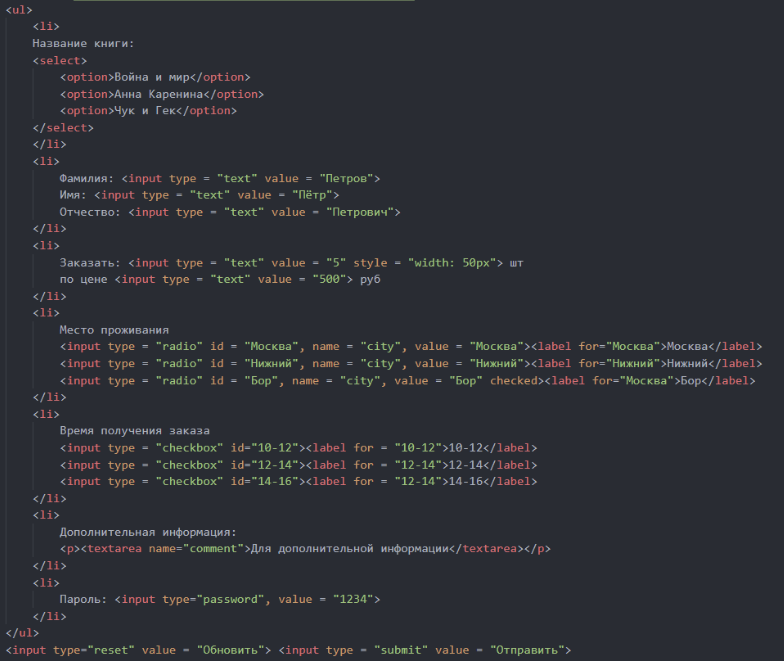 <ul>
<li>
Название книги:
<select>
<option>Война и мир</option>
<option>Анна Каренина</option>
<option>Чук и Гек</option>
</select>
</li>
<li>
Фамилия: <input type = "text" value = "Петров">
Имя: <input type = "text" value = "Пётр">
Отчество: <input type = "text" value = "Петрович">
</li>
<li>
Заказать: <input type = "text" value = "5" style = "width: 50px"> шт
по цене <input type = "text" value = "500"> руб
</li>
<li>
Место проживания
<input type = "radio" id = "Москва", name = "city", value = "Москва"><label for="Москва">Москва</label>
<input type = "radio" id = "Нижний", name = "city", value = "Нижний"><label for="Нижний">Нижний</label>
<input type = "radio" id = "Бор", name = "city", value = "Бор" checked><label for="Москва">Бор</label>
</li>
<li>
Время получения заказа
<input type = "checkbox" id="10-12"><label for = "10-12">10-12</label>
<input type = "checkbox" id="12-14"><label for = "12-14">12-14</label>
<input type = "checkbox" id="14-16"><label for = "12-14">14-16</label>
</li>
<li>
Дополнительная информация:
<p><textarea name="comment">Для дополнительной информации</textarea></p>
</li>
<li>
Пароль: <input type="password", value = "1234">
</li>
</ul>
<input type="reset" value = "Обновить"> <input type = "submit" value = "Отправить">